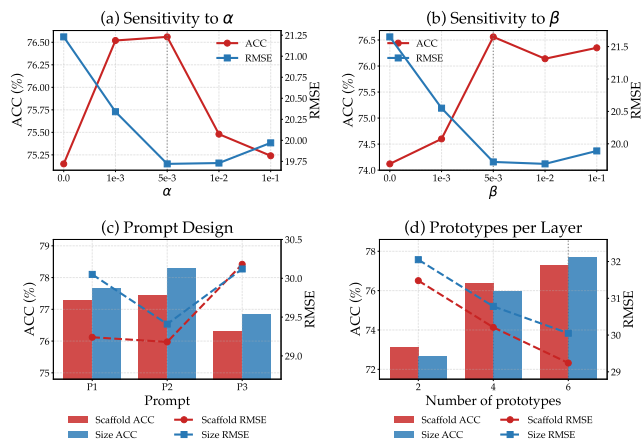 (a) Sensitivity to α
ACC (%)
76.50
76.25
76.00
75.75
75.50
75.25
ACC
RMSE
21.25
21.00
20.75
20.50
20.25
20.00
19.75
RMSE
0.0 1e-3 5e-3 1e-2 1e-1
α
(b) Sensitivity to β
ACC (%)
76.5
76.0
75.5
75.0
74.5
74.0
ACC
RMSE
21.5
21.0
20.5
20.0
RMSE
0.0 1e-3 5e-3 1e-2 1e-1
β
(c) Prompt Design
ACC (%)
79
78
77
76
75
30.5
30.0
29.5
29.0
RMSE
P1 P2 P3
Prompt
Scaffold ACC Scaffold RMSE
Size ACC Size RMSE
(d) Prototypes per Layer
ACC (%)
78
76
74
72
32
31
30
29
RMSE
2 4 6
Number of prototypes
Scaffold ACC Scaffold RMSE
Size ACC Size RMSE